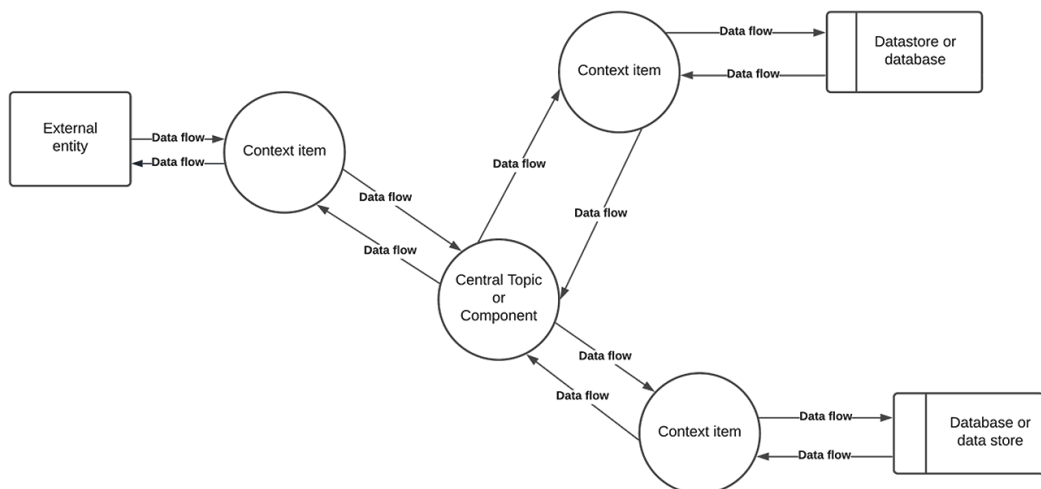 Data flow
Datastore or
database
Context item
Data flow
External
entity
Data flow
Context item
Data flow
Data flow
Data flow
Data flow
Data flow
Central Topic
or
Component
Data flow
Data flow
Context item
Data flow
Database or
data store
Data flow